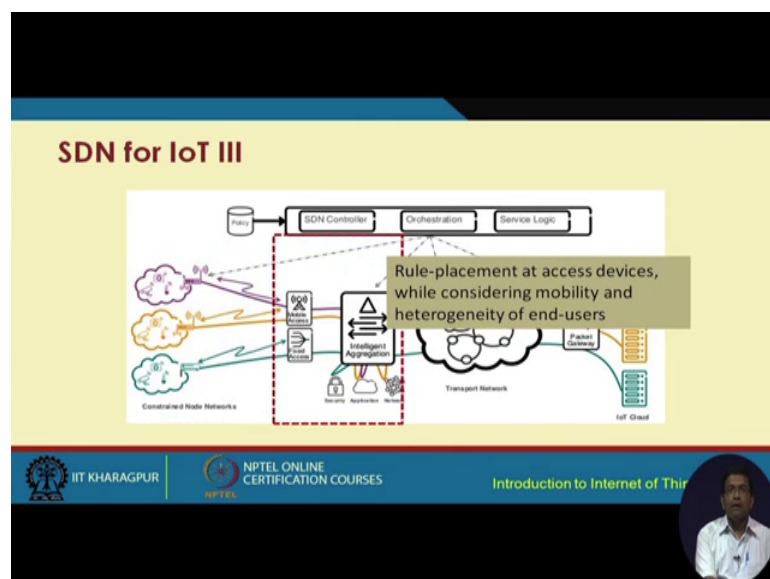 SDN for IoT III
Policy
SDN Controller
Orchestration
Service Logic
Rule-placement at access devices,
while considering mobility and
heterogeneity of end-users
Mobile
Access
Fixed
Access
Intelligent
Aggregation
Packet
Gateway
Security
Application
Transport Network
Constrained Node Networks
IoT Cloud
IIT KHARAGPUR
NPTEL
NPTEL ONLINE
CERTIFICATION COURSES
Introduction to Internet of Thin